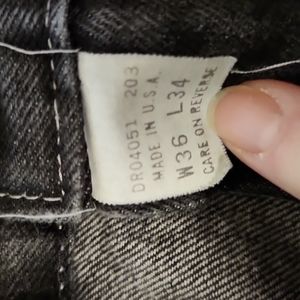 DR04051 203
MADE IN U.S.A.
W36 L34
CARE ON REVERSE